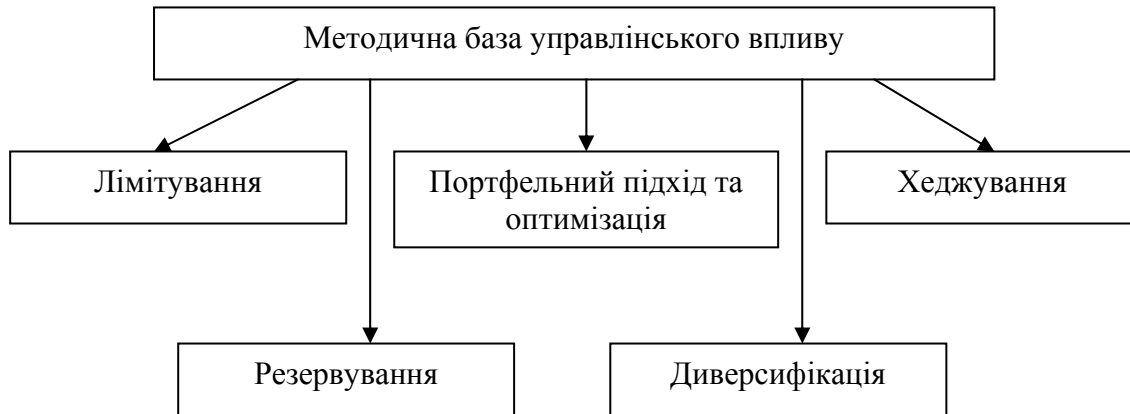 Методична база управлінського впливу
Лімітування
Портфельний підхід та
оптимізація
Хеджування
Резервування
Диверсифікація